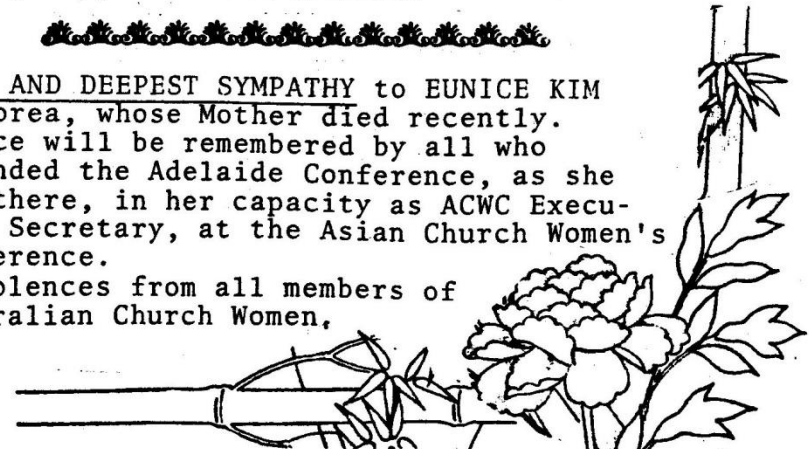 AND DEEPEST SYMPATHY to EUNICE KIM
orea, whose Mother died recently.
ce will be remembered by all who
nded the Adelaide Conference, as she
there, in her capacity as ACWC Execu-
Secretary, at the Asian Church Women's
erence.
olences from all members of
ralian Church Women.